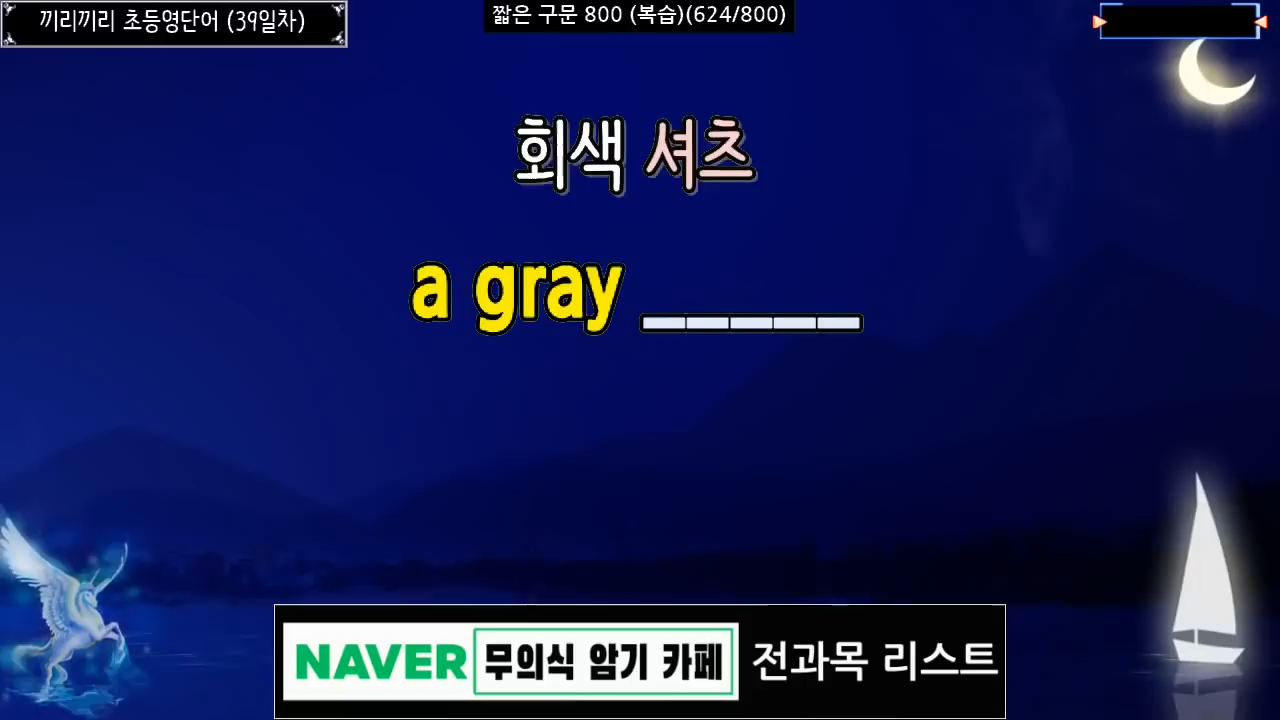 끼리끼리 초등영단어 (39일차)
짧은 구문 800 (복습)(624/800)
회색 셔츠
a gray _____
NAVER 무의식 암기 카페 전과목 리스트